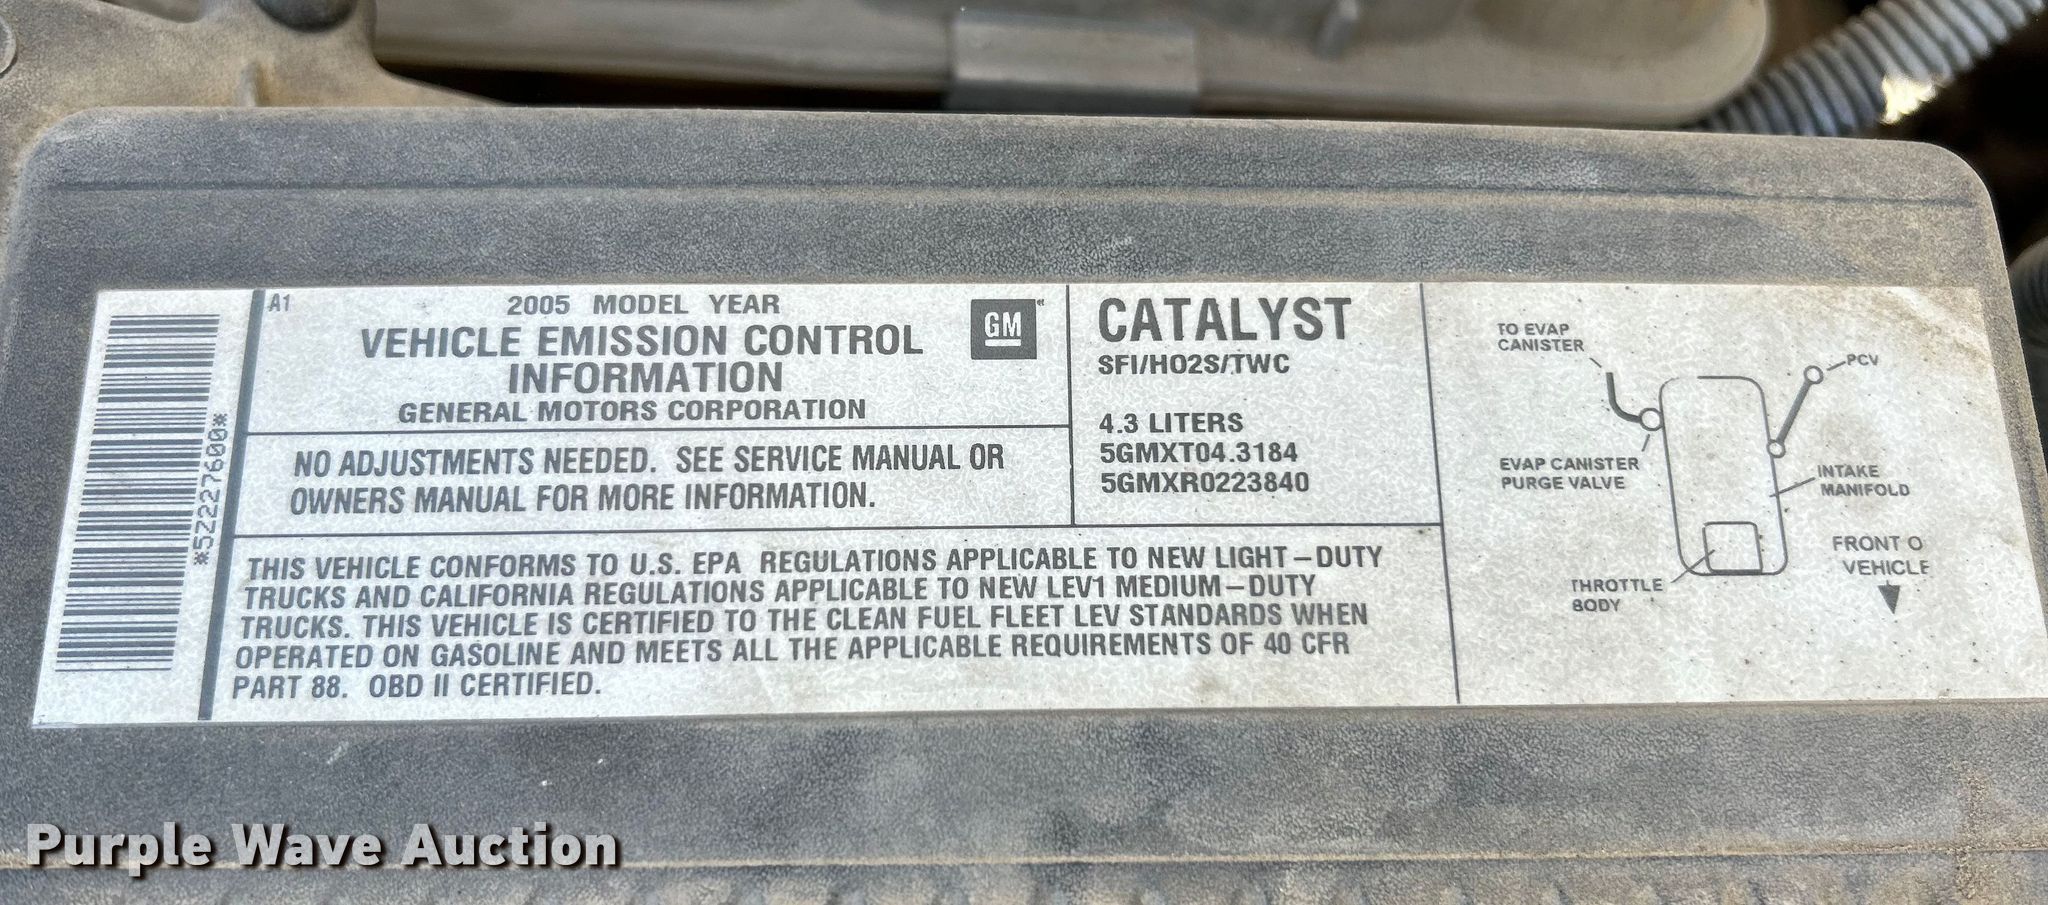 A1
2005 MODEL YEAR
VEHICLE EMISSION CONTROL
INFORMATION
GENERAL MOTORS CORPORATION
GM
NO ADJUSTMENTS NEEDED. SEE SERVICE MANUAL OR
OWNERS MANUAL FOR MORE INFORMATION.
CATALYST
SFI/HO2S/TWC
4.3 LITERS
5GMXT04.3184
5GMXR0223840
THIS VEHICLE CONFORMS TO U.S. EPA REGULATIONS APPLICABLE TO NEW LIGHT-DUTY
TRUCKS AND CALIFORNIA REGULATIONS APPLICABLE TO NEW LEV1 MEDIUM-DUTY
TRUCKS. THIS VEHICLE IS CERTIFIED TO THE CLEAN FUEL FLEET LEV STANDARDS WHEN
OPERATED ON GASOLINE AND MEETS ALL THE APPLICABLE REQUIREMENTS OF 40 CFR
PART 88. OBD II CERTIFIED.
*5Z227600*
TO EVAP
CANISTER
PCV
EVAP CANISTER
PURGE VALVE
INTAKE
MANIFOLD
FRONT O
VEHICLE
THROTTLE
BODY
Purple Wave Auction